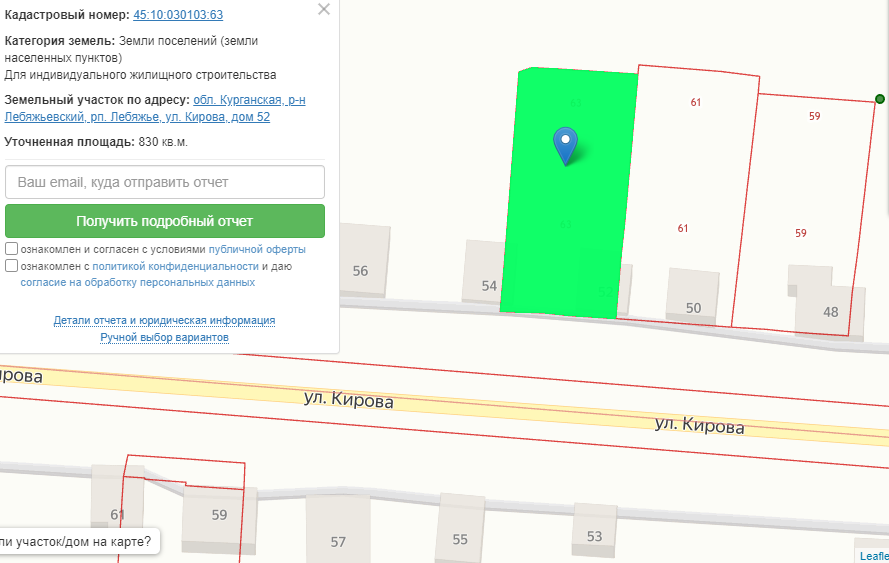 Кадастровый номер: 45:10:030103:63
Категория земель: Земли поселений (земли
населенных пунктов)
Для индивидуального жилищного строительства
Земельный участок по адресу: обл. Курганская, р-н
Лебяжьевский, рп. Лебяжье, ул. Кирова, дом 52
Уточненная площадь: 830 кв.м.
Ваш email, куда отправить отчет
Получить подробный отчет
ознакомлен и согласен с условиями публичной оферты
ознакомлен с политикой конфиденциальности и даю
согласие на обработку персональных данных
Детали отчета и юридическая информация
Ручной выбор вариантов
63
61
59
63
61
59
56
54
52
50
48
ирова
ул. Кирова
ул. Кирова
61
59
57
55
53
ли участок/дом на карте?
Leafle